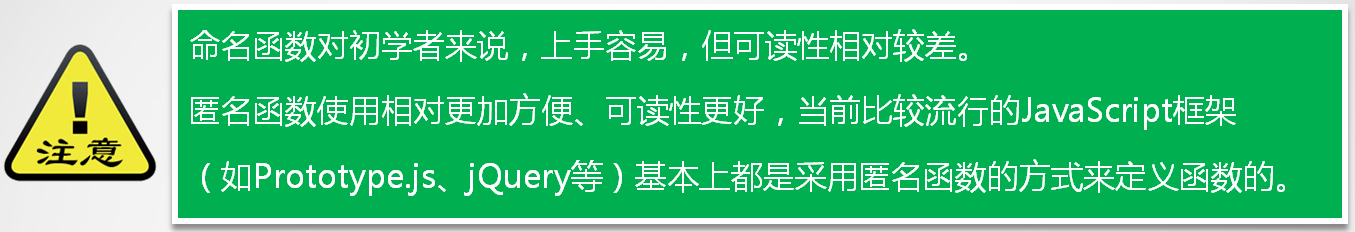 注意
命名函数对初学者来说，上手容易，但可读性相对较差。
匿名函数使用相对更加方便、可读性更好，当前比较流行的JavaScript框架
（如Prototype.js、jQuery等）基本上都是采用匿名函数的方式来定义函数的。